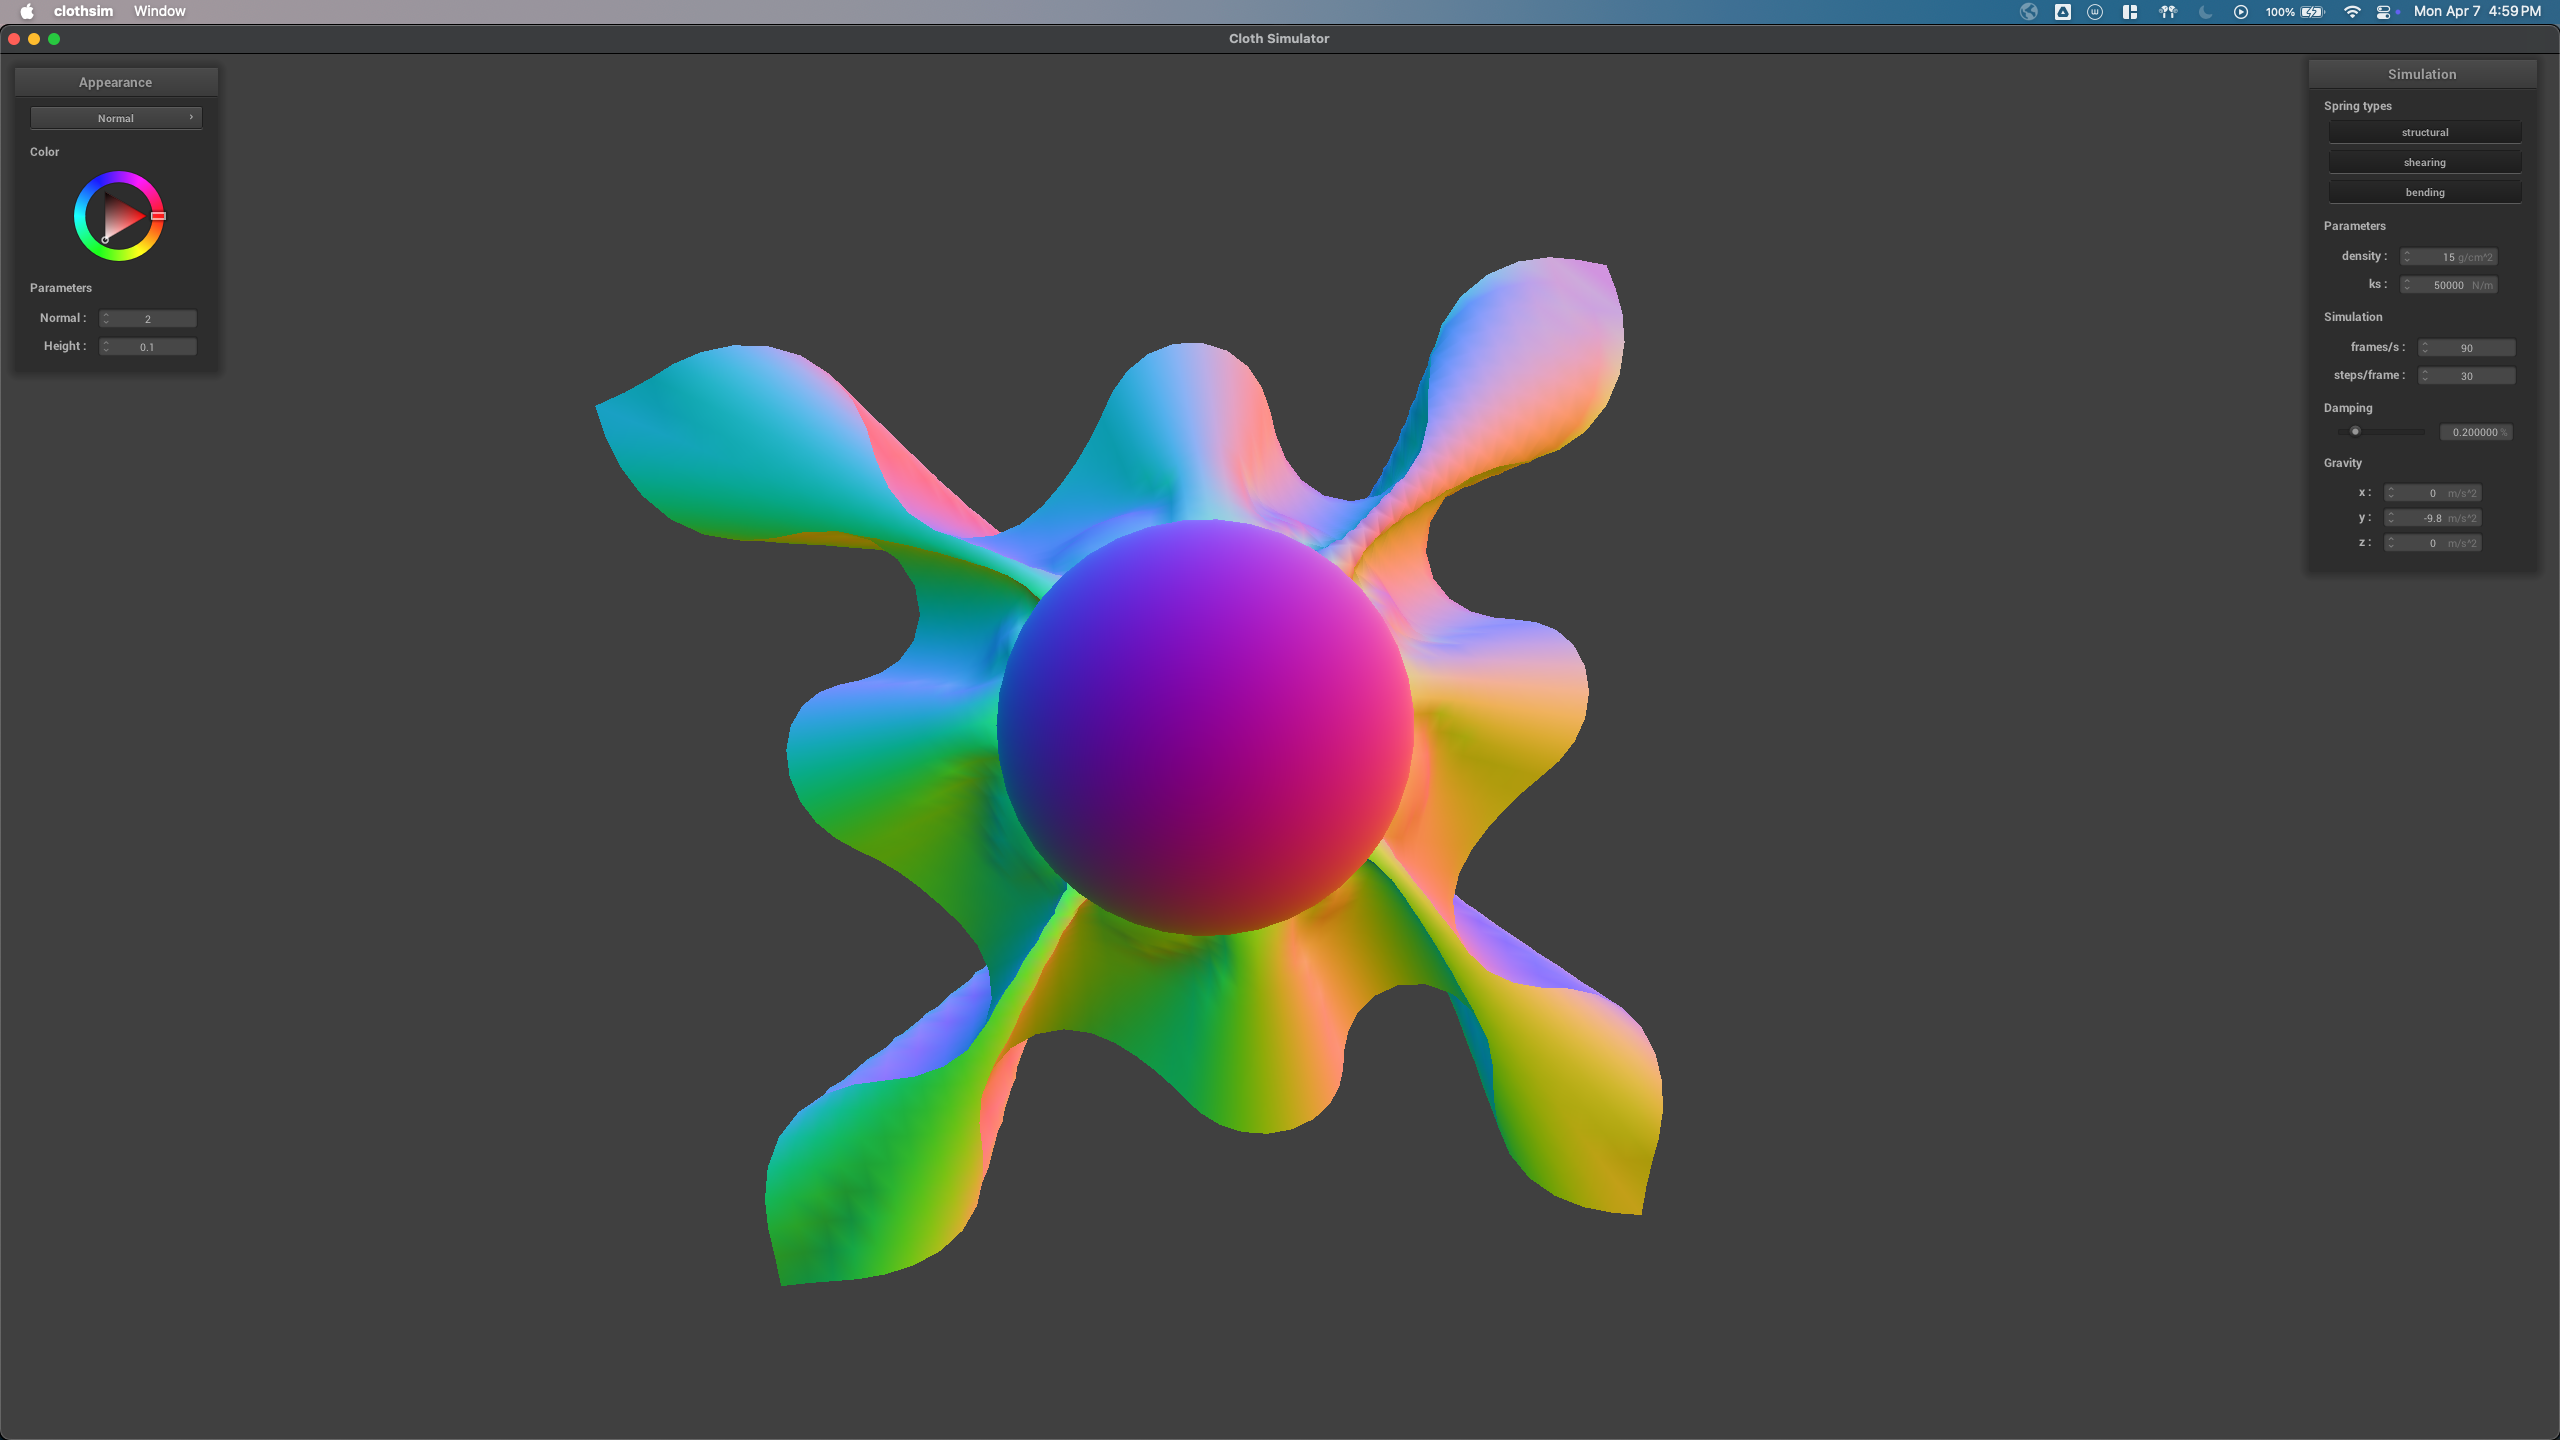 clothsim Window 100% Mon Apr 7 4:59 PM
Cloth Simulator
Appearance
Normal
Color
Parameters
Normal : 2
Height : 0.1
Simulation
Spring types
structural
shearing
bending
Parameters
density : 15 g/cm^2
ks : 50000 N/m
Simulation
frames/s : 90
steps/frame : 30
Damping
0.200000 %
Gravity
x : 0 m/s^2
y : -9.8 m/s^2
z : 0 m/s^2